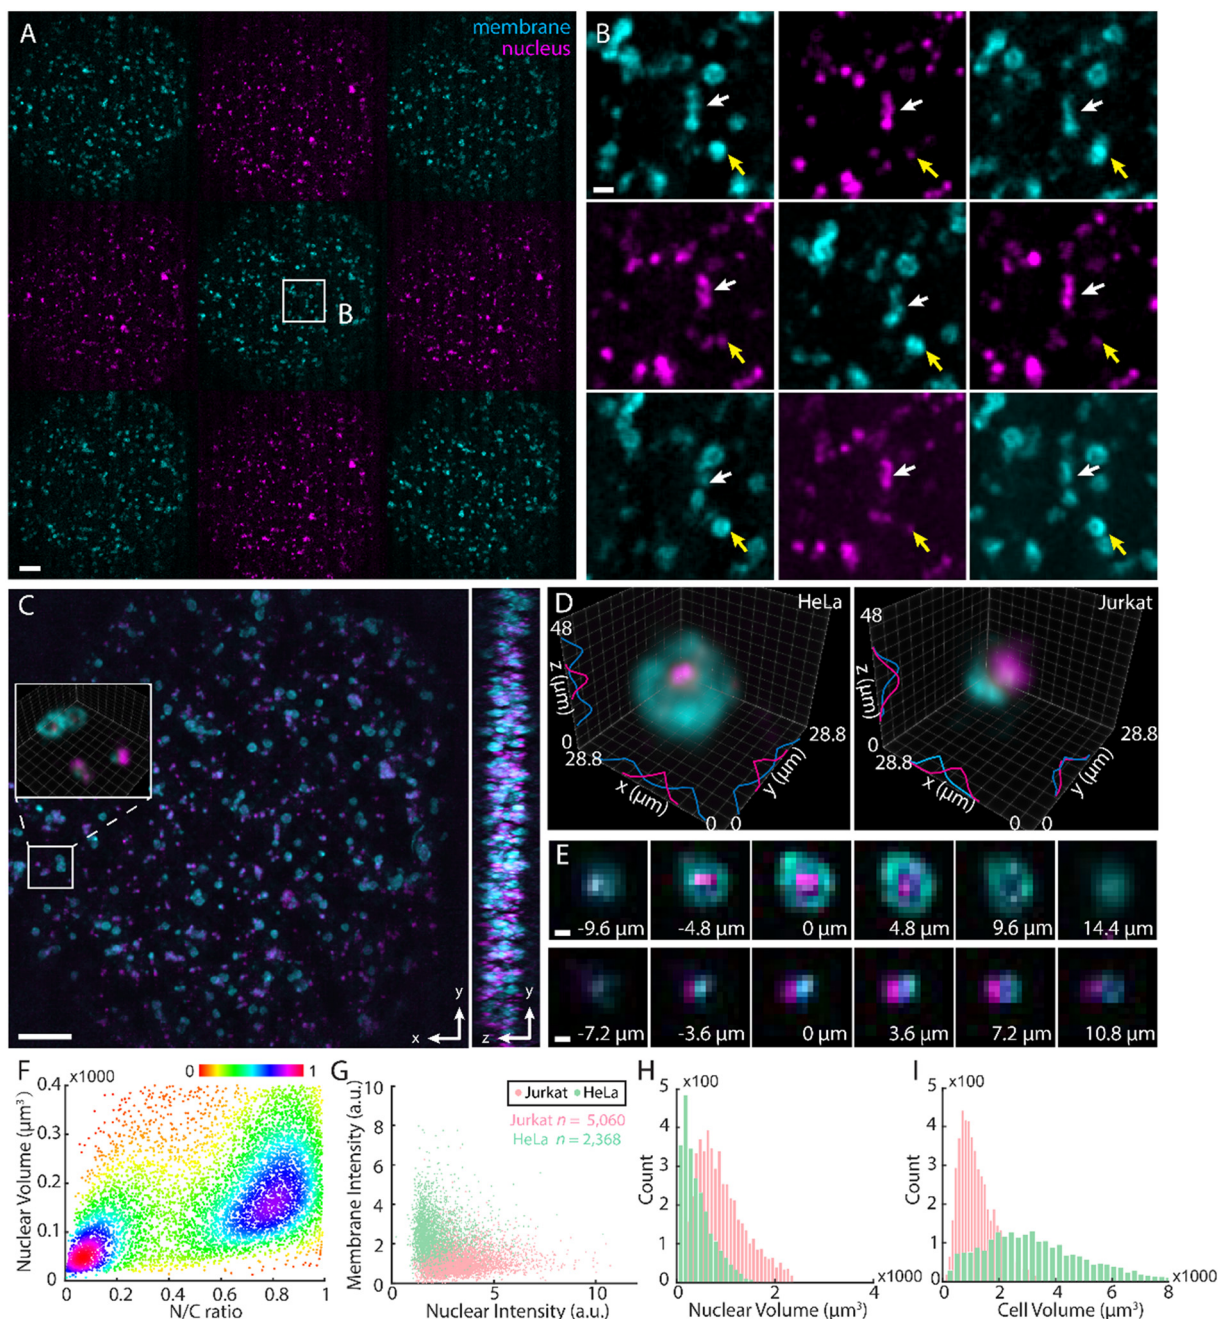 A
membrane
nucleus
B
B
C
x
y
z
y
D
HeLa
48
z (µm)
0
28.8
x (µm)
0
0
y (µm)
28.8
Jurkat
48
z (µm)
0
28.8
x (µm)
0
0
y (µm)
28.8
E
-9.6 µm
-4.8 µm
0 µm
4.8 µm
9.6 µm
14.4 µm
-7.2 µm
-3.6 µm
0 µm
3.6 µm
7.2 µm
10.8 µm
F
x1000
0
1
0.4
0.3
0.2
0.1
0
Nuclear Volume (µm³)
0
0.2
0.4
0.6
0.8
1
N/C ratio
G
10
8
6
4
2
0
Membrane Intensity (a.u.)
Jurkat HeLa
Jurkat n = 5,060
HeLa n = 2,368
0
5
10
Nuclear Intensity (a.u.)
H
x100
5
4
3
2
1
0
Count
0
2
4
x1000
Nuclear Volume (µm³)
I
x100
5
4
3
2
1
0
Count
0
2
4
6
8
x1000
Cell Volume (µm³)